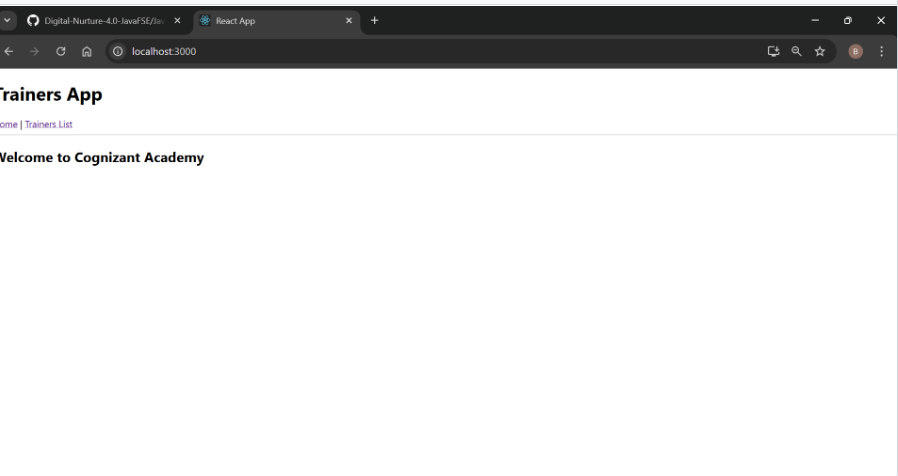 Digital-Nurture-4.0-JavaFSE/Jav React App
localhost:3000
B
Trainers App
ome | Trainers List
Welcome to Cognizant Academy